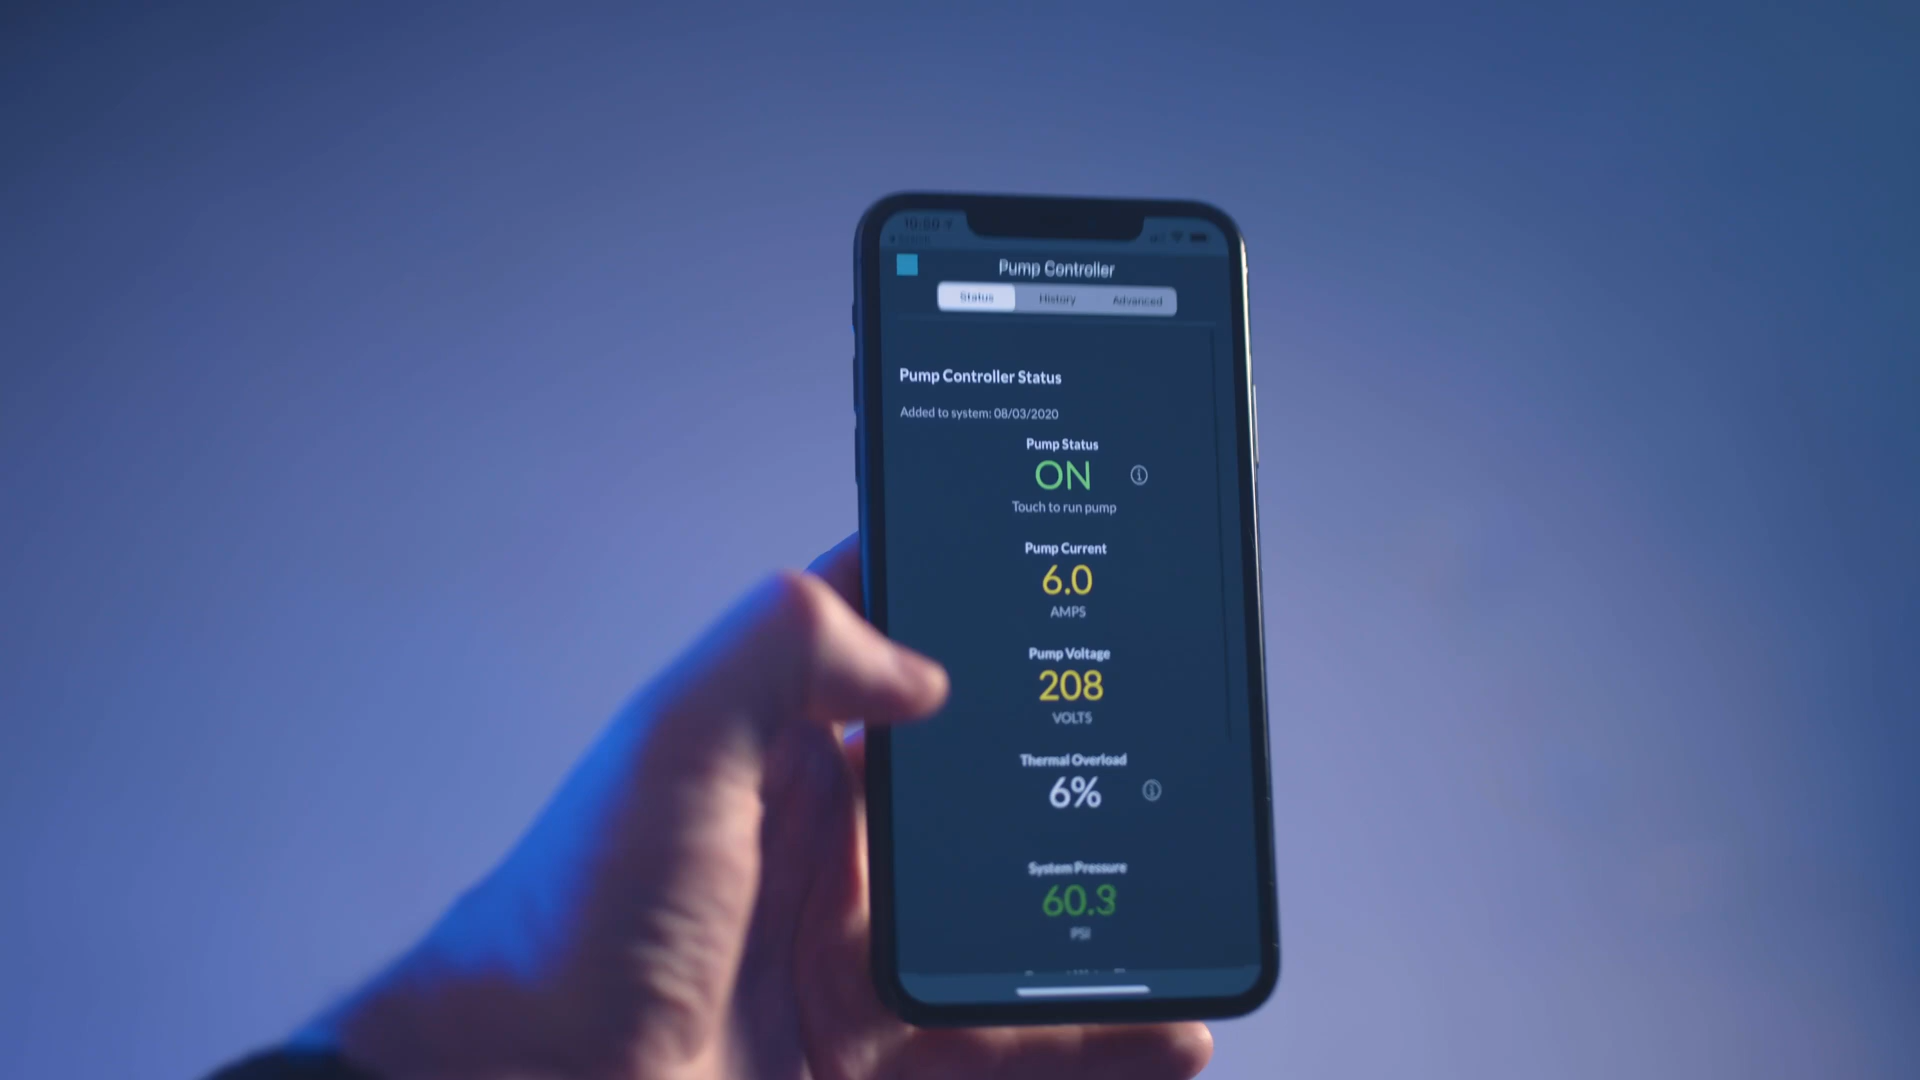 Pump Controller
Status History Advanced
Pump Controller Status
Added to system: 08/03/2020
Pump Status
ON
Touch to run pump
Pump Current
6.0
AMPS
Pump Voltage
208
VOLTS
Thermal Overload
6%
System Pressure
60.3
PSI